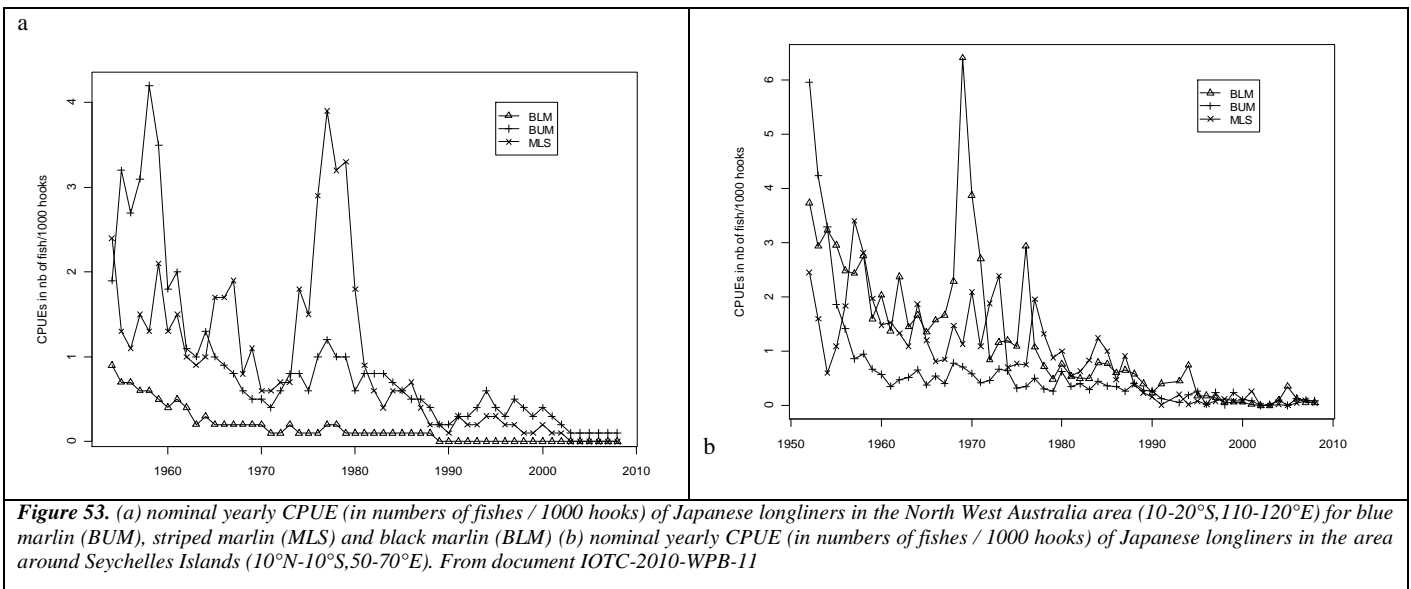 a
4
3
2
1
0
CPUEs in nb of fish/1000 hooks
BLM
BUM
MLS
1960
1970
1980
1990
2000
2010
b
6
5
4
3
2
1
0
CPUEs in nb of fish/1000 hooks
BLM
BUM
MLS
1950
1960
1970
1980
1990
2000
2010
Figure 53. (a) nominal yearly CPUE (in numbers of fishes / 1000 hooks) of Japanese longliners in the North West Australia area (10-20°S,110-120°E) for blue
marlin (BUM), striped marlin (MLS) and black marlin (BLM) (b) nominal yearly CPUE (in numbers of fishes / 1000 hooks) of Japanese longliners in the area
around Seychelles Islands (10°N-10°S,50-70°E). From document IOTC-2010-WPB-11